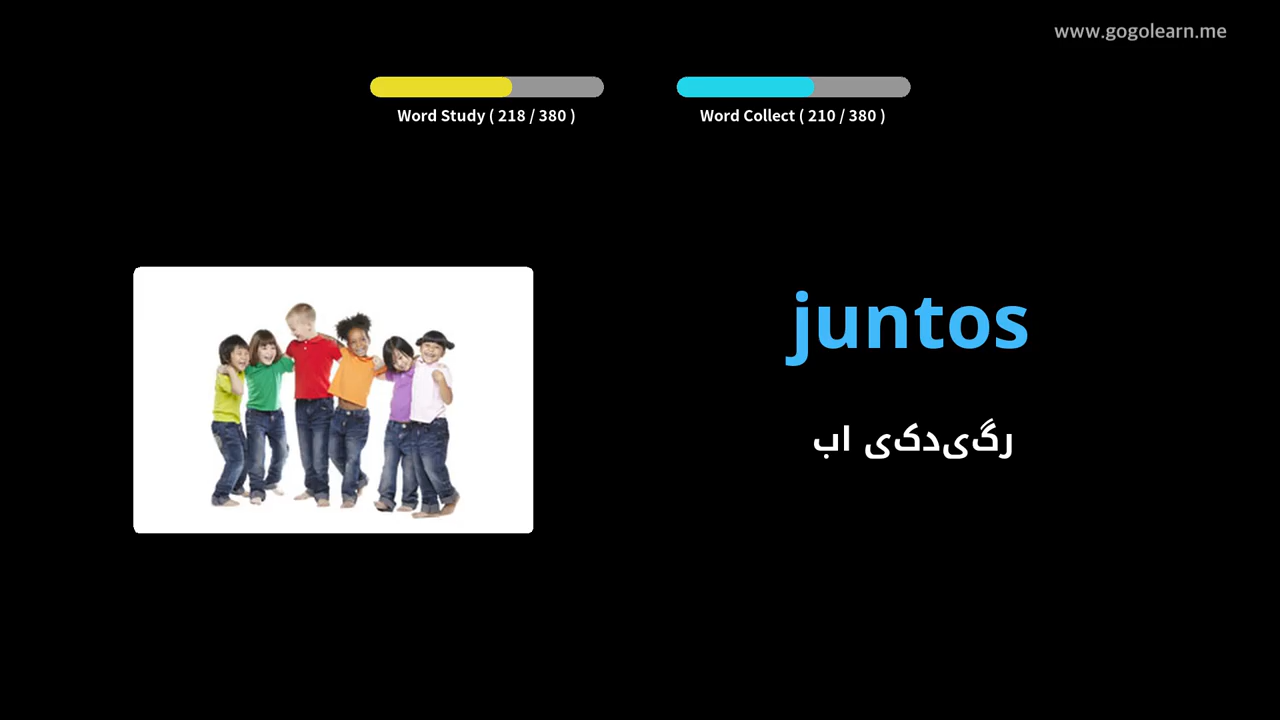 www.gogolearn.me
Word Study ( 218 / 380 )
Word Collect ( 210 / 380 )
juntos
رگیدکی اب